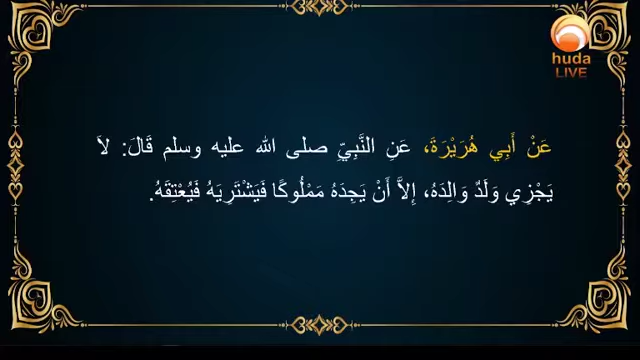 huda
LIVE
عَنْ أَبِي هُرَيْرَةَ، عَنِ النَّبِيِّ صلى الله عليه وسلم قَالَ: لاَ
يَجْزِي وَلَدٌ وَالِدَهُ، إِلاَّ أَنْ يَجِدَهُ مَمْلُوكًا فَيَشْتَرِيَهُ فَيُعْتِقَهُ.